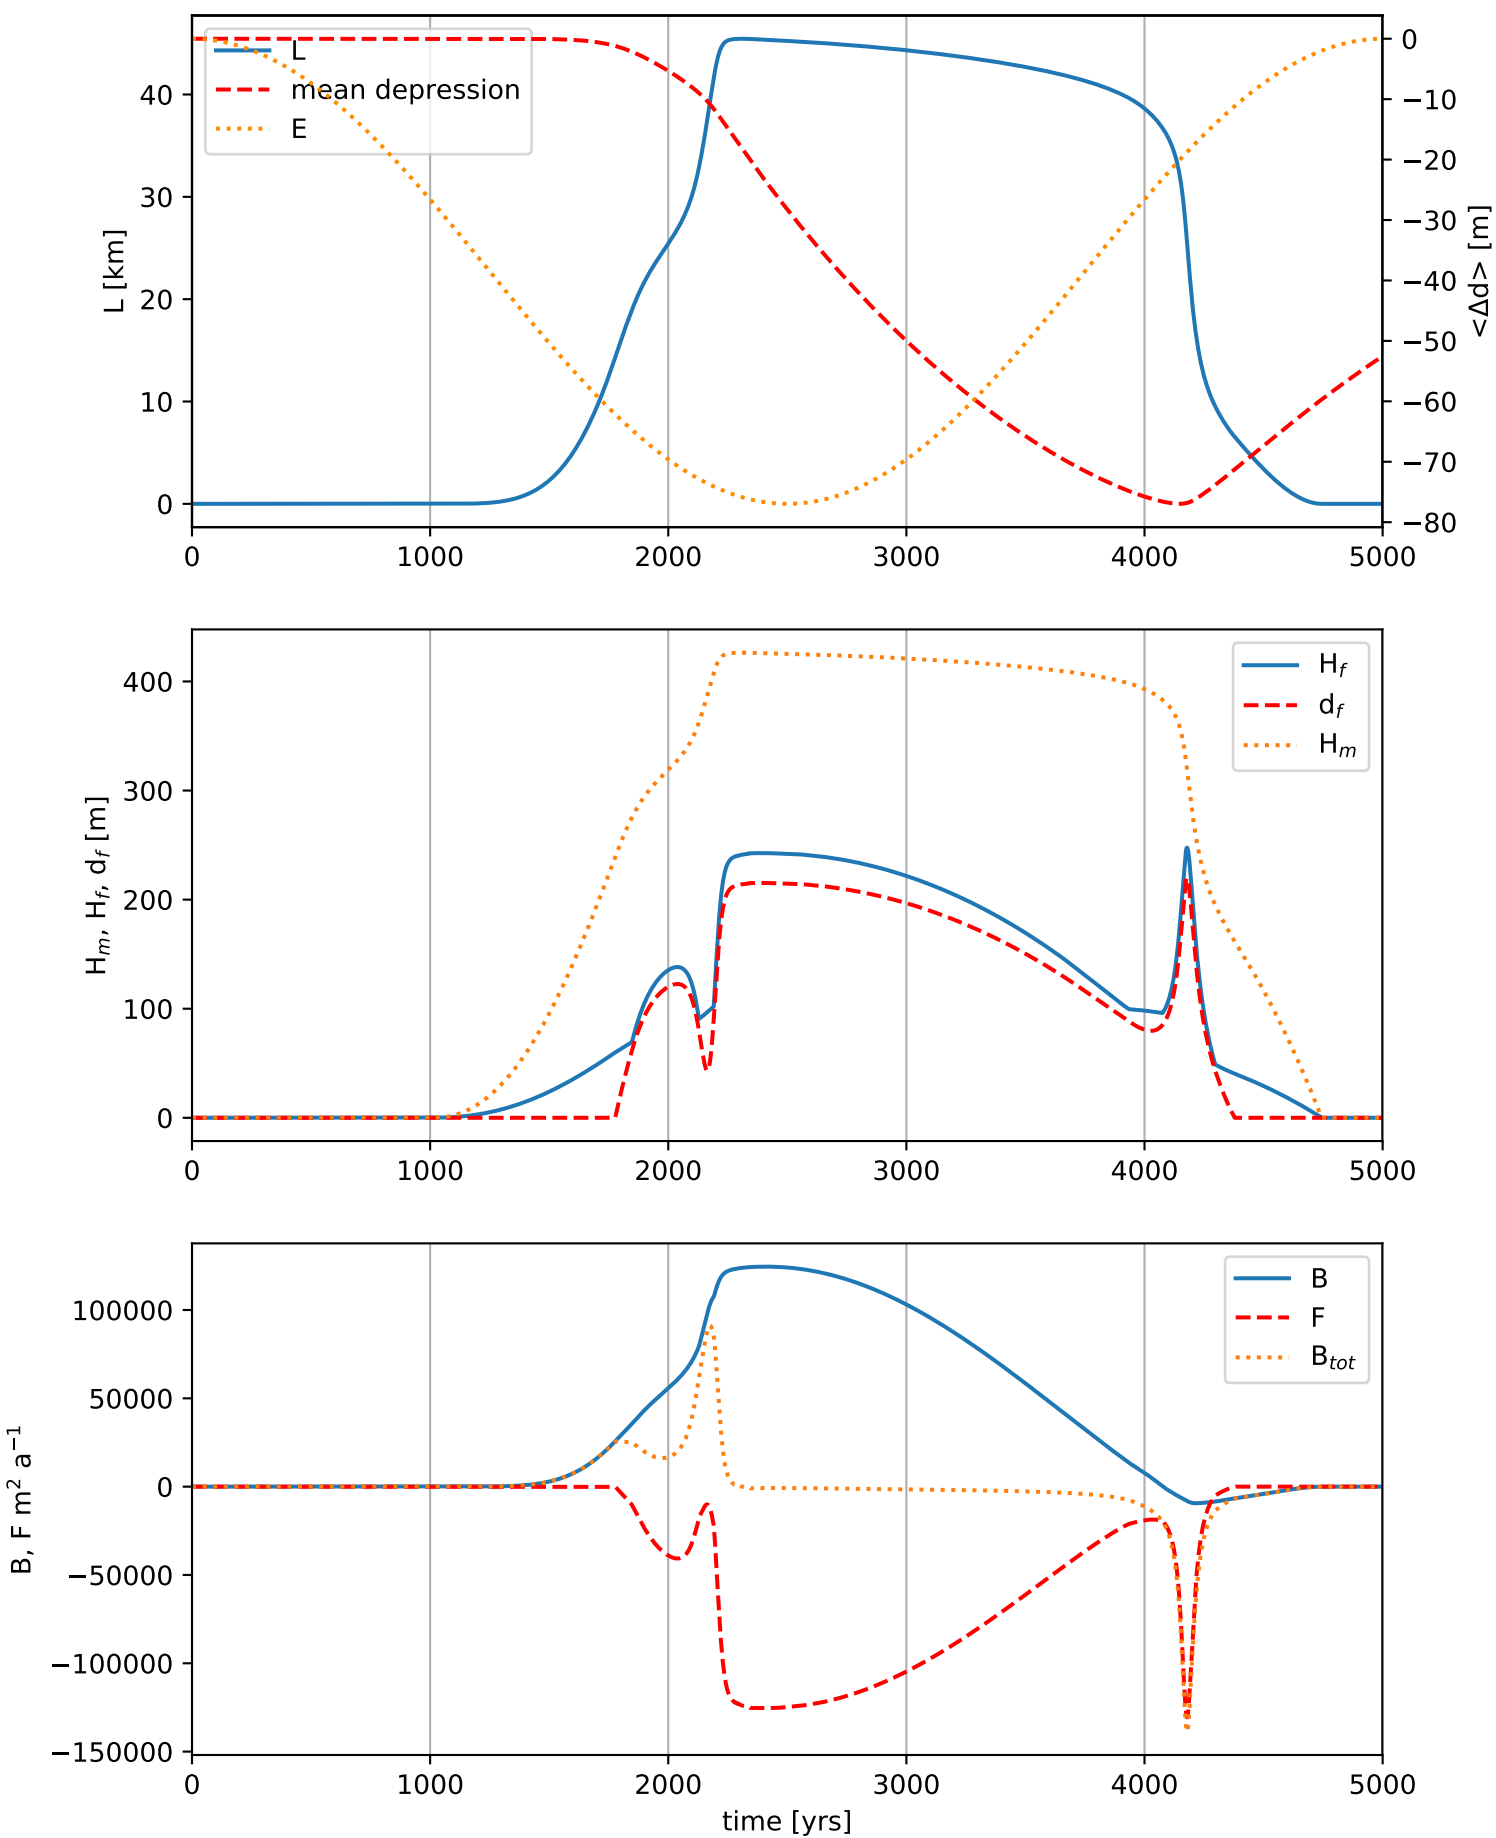 L
mean depression
E
L [km]
40
30
20
10
0
0
−10
−20
−30
−40
−50
−60
−70
−80
<Δd> [m]
0 1000 2000 3000 4000 5000
H_f
d_f
H_m
H_m, H_f, d_f [m]
400
300
200
100
0
0 1000 2000 3000 4000 5000
B
F
B_tot
B, F m² a⁻¹
100000
50000
0
−50000
−100000
−150000
0 1000 2000 3000 4000 5000
time [yrs]